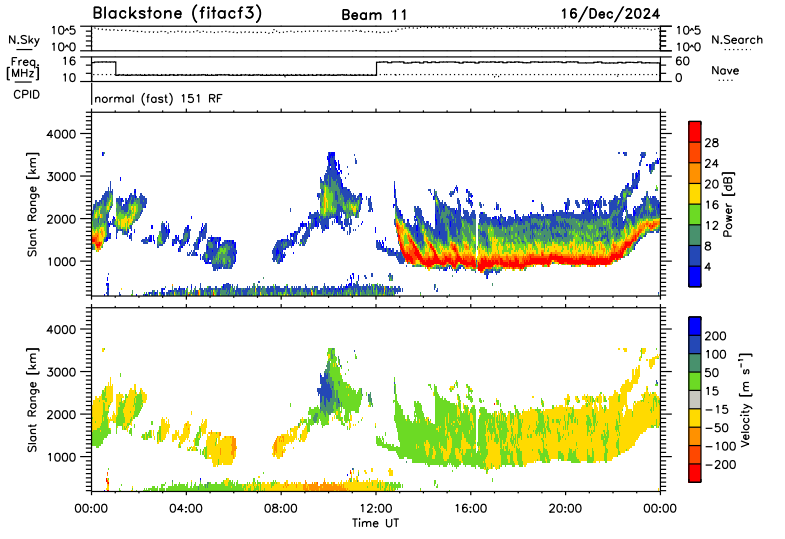 Blackstone (fitacf3) Beam 11 16/Dec/2024
N.Sky 10^5 10^0 10^5 10^0 N.Search
Freq. [MHz] 16 10 60 0 Nave
CPID normal (fast) 151 RF
Slant Range [km] 4000 3000 2000 1000
28 24 20 16 12 8 4 Power [dB]
Slant Range [km] 4000 3000 2000 1000
200 100 50 15 −15 −50 −100 −200 Velocity [m s⁻¹]
00:00 04:00 08:00 12:00 16:00 20:00 00:00
Time UT